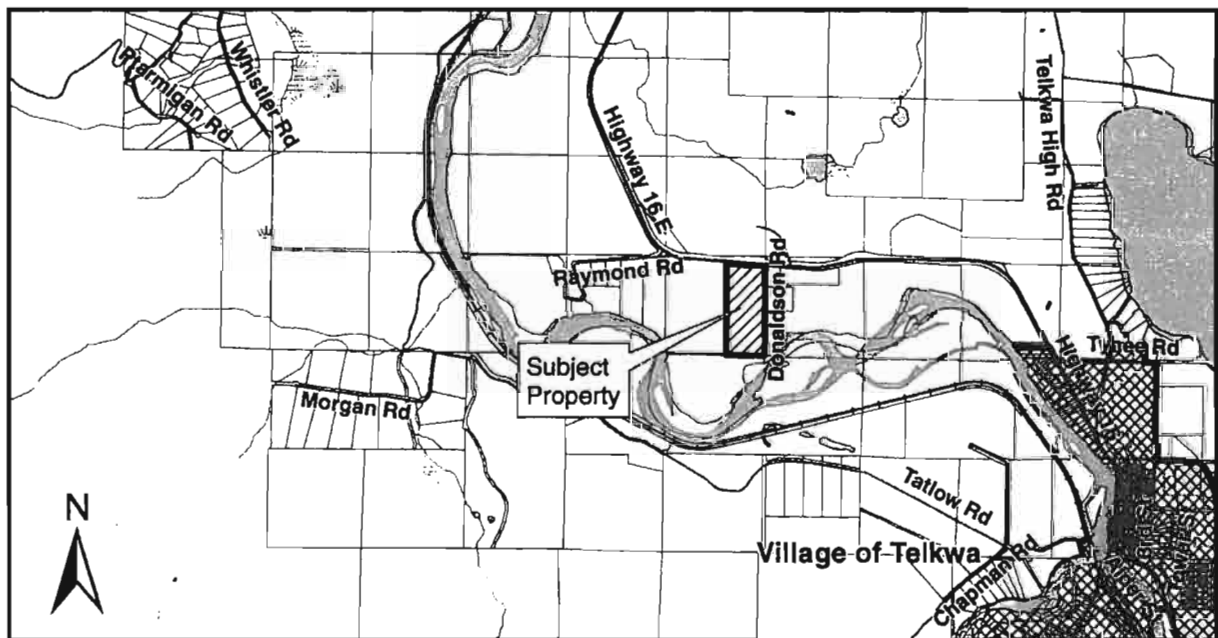 Ptarmigan Rd
Whistler Rd
Highway 16 E
Telkwa High Rd
Raymond Rd
Donaldson Rd
Subject
Property
Morgan Rd
Tyhee Rd
Tatlow Rd
Village of Telkwa
Chapman Rd
N